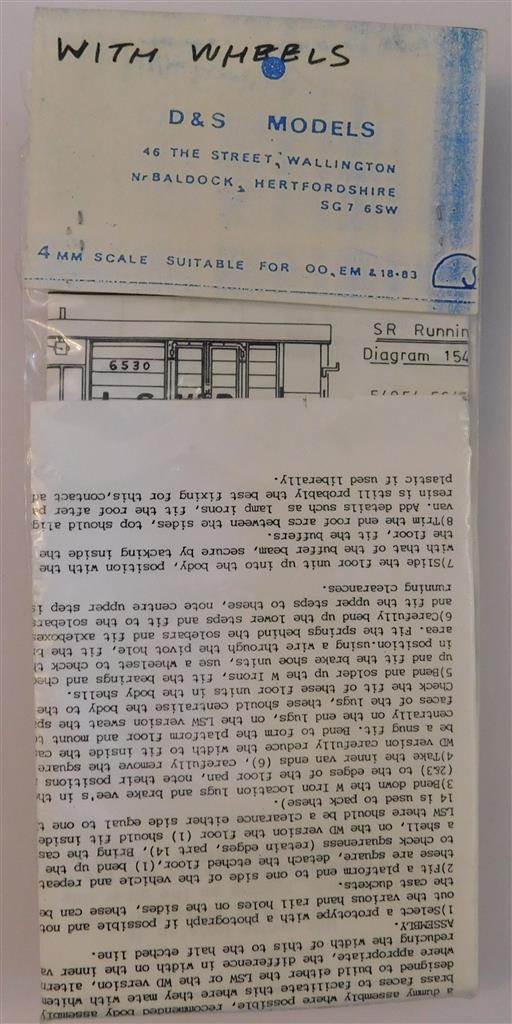 WITH WHEELS
D&S MODELS
46 THE STREET, WALLINGTON
Nr BALDOCK, HERTFORDSHIRE
SG7 6SW
4MM SCALE SUITABLE FOR OO, EM & 18·83
SR Runnin
Diagram 154
6530
a dummy assembly where possible, recommended body assembly
brass faces to facilitate this where they mate with whitem
designed to build either the LSW or the WD version, altern
where appropriate, the difference in width on the inner va
reducing the width of this to the half etched line.
ASSEMBLY.
1)Select a prototype with a photograph if possible and not
out the various hand rail holes on the sides, these can be
the cast duckets.
2)Fit a platform end to one side of the vehicle and repeat
these are square, detach the etched floor,(1) bend up the
to check squareness (retain edges, part 14), Bring the cas
a shell, on the WD version the floor (1) should fit inside
LSW there should be a clearance either side equal to one t
14 is used to pack these).
3)Bend down the W Iron location lugs and brake vee's in th
(2&3) to the edges of the floor pan, note their positions
4)Take the inner van ends (6), carefully remove the square
WD version carefully reduce the width to fit inside the ca
be a snug fit. Bend to form the platform floor and mount t
centrally on the end lugs, on the LSW version sweat the sp
faces of the lugs, these should centralise the body to the
Check the fit of these floor units in the body shells.
5)Bend and solder up the W Irons, fit the bearings and chec
up and fit the brake shoe units, use a wheelset to check th
in position.using a wire through the pivot hole, fit the br
area. Fit the springs behind the solebars and fit axleboxes
6)Carefully bend up the lower steps and fit to the solebars
and fit the upper steps to these, note centre upper step is
running clearances.
7)Slide the floor unit up into the body, position with the
with that of the buffer beam, secure by tacking inside the
the floor, fit the buffers.
8)Trim the end roof arcs between the sides, top should alig
van. Add details such as lamp irons, fit the roof after pa
resin is still probably the best fixing for this,contact ad
plastic if used liberally.